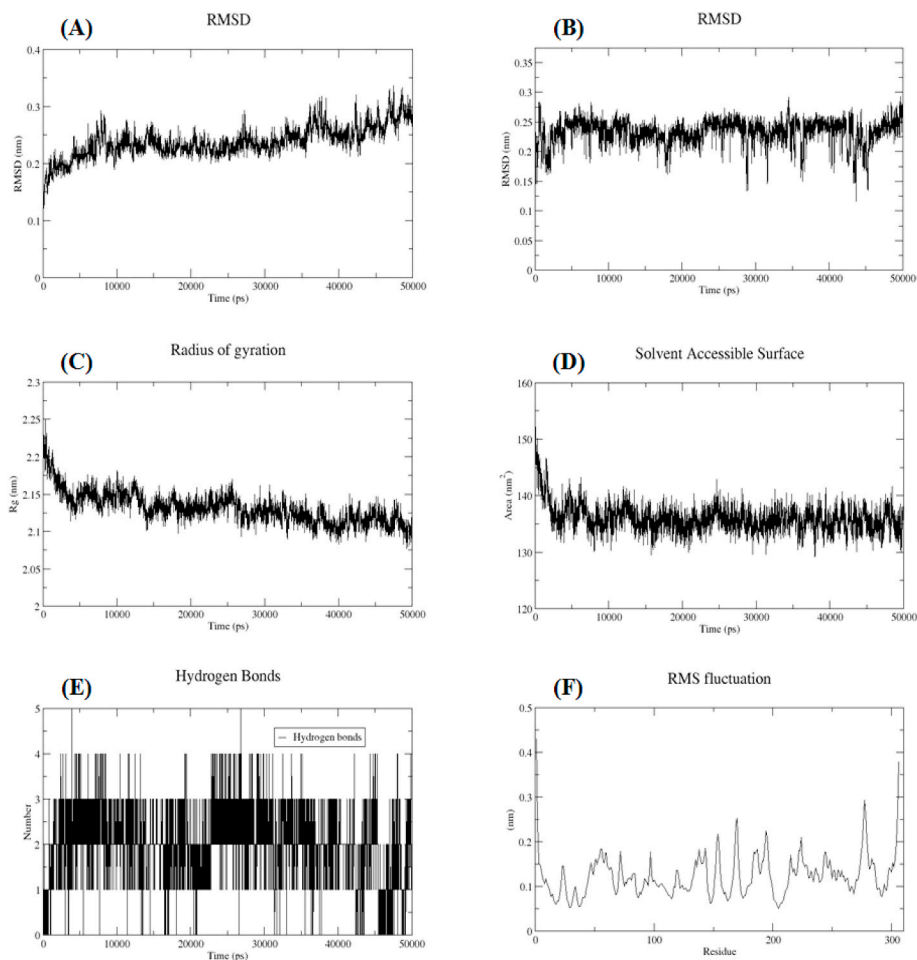 (A)
RMSD
0.4
0.3
0.2
0.1
0
RMSD (nm)
0 10000 20000 30000 40000 50000
Time (ps)
(B)
RMSD
0.35
0.3
0.25
0.2
0.15
0.1
0.05
0
RMSD (nm)
0 10000 20000 30000 40000 50000
Time (ps)
(C)
Radius of gyration
2.3
2.25
2.2
2.15
2.1
2.05
2
Rg (nm)
0 10000 20000 30000 40000 50000
Time (ps)
(D)
Solvent Accessible Surface
160
150
140
130
120
Area (nm²)
0 10000 20000 30000 40000 50000
Time (ps)
(E)
Hydrogen Bonds
5
4
3
2
1
0
Number
Hydrogen bonds
0 10000 20000 30000 40000 50000
Time (ps)
(F)
RMS fluctuation
0.5
0.4
0.3
0.2
0.1
0
(nm)
0 100 200 300
Residue